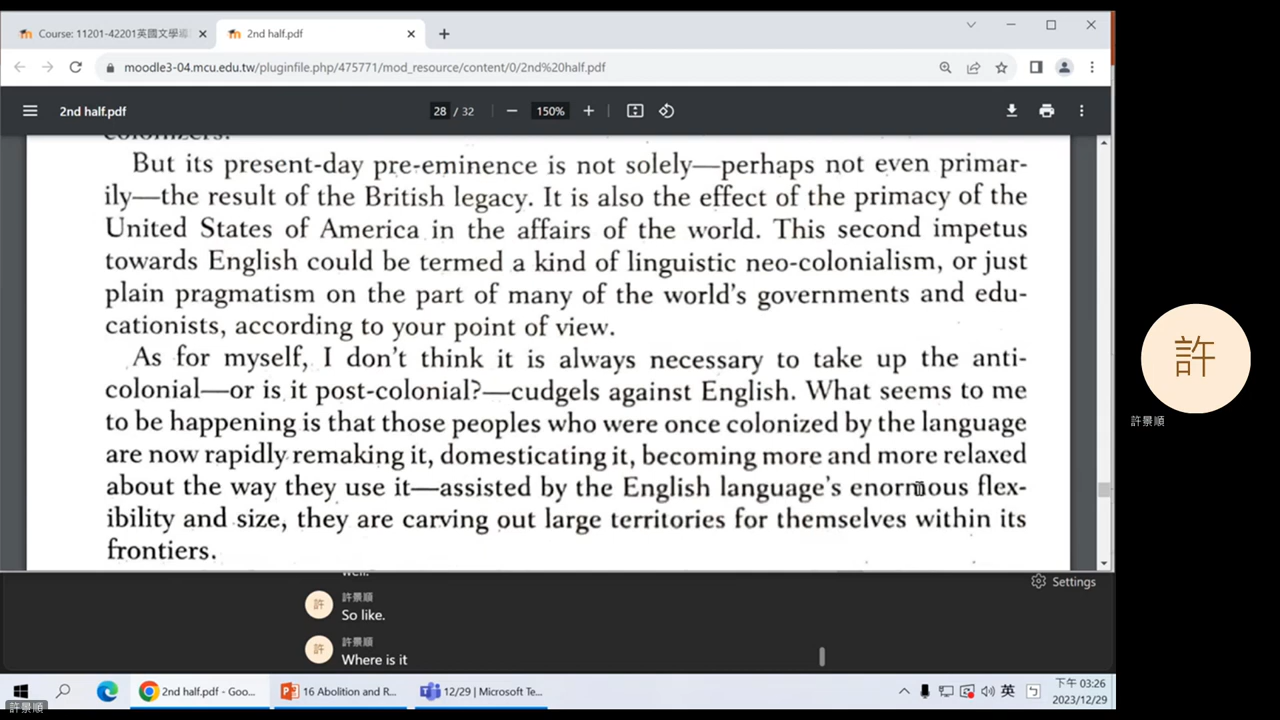 Course: 11201-42201英國文學
2nd half.pdf
moodle3-04.mcu.edu.tw/pluginfile.php/475771/mod_resource/content/0/2nd%20half.pdf
2nd half.pdf
28 / 32
150%
colonizers.
But its present-day pre-eminence is not solely—perhaps not even primar-
ily—the result of the British legacy. It is also the effect of the primacy of the
United States of America in the affairs of the world. This second impetus
towards English could be termed a kind of linguistic neo-colonialism, or just
plain pragmatism on the part of many of the world's governments and edu-
cationists, according to your point of view.
As for myself, I don't think it is always necessary to take up the anti-
colonial—or is it post-colonial?—cudgels against English. What seems to me
to be happening is that those peoples who were once colonized by the language
are now rapidly remaking it, domesticating it, becoming more and more relaxed
about the way they use it—assisted by the English language's enormous flex-
ibility and size, they are carving out large territories for themselves within its
frontiers.
well.
Settings
許
許景順
So like.
許
許景順
Where is it
許
許景順
2nd half.pdf - Goo...
16 Abolition and R...
12/29 | Microsoft Te...
英
下午 03:26
2023/12/29
許景順